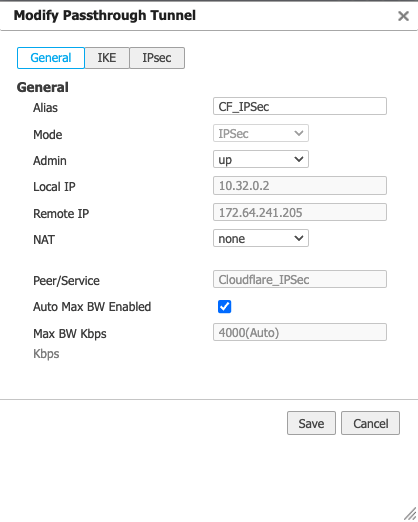 Modify Passthrough Tunnel
General IKE IPsec
General
Alias CF_IPSec
Mode IPSec
Admin up
Local IP 10.32.0.2
Remote IP 172.64.241.205
NAT none
Peer/Service Cloudflare_IPSec
Auto Max BW Enabled
Max BW Kbps 4000(Auto)
Kbps
Save Cancel